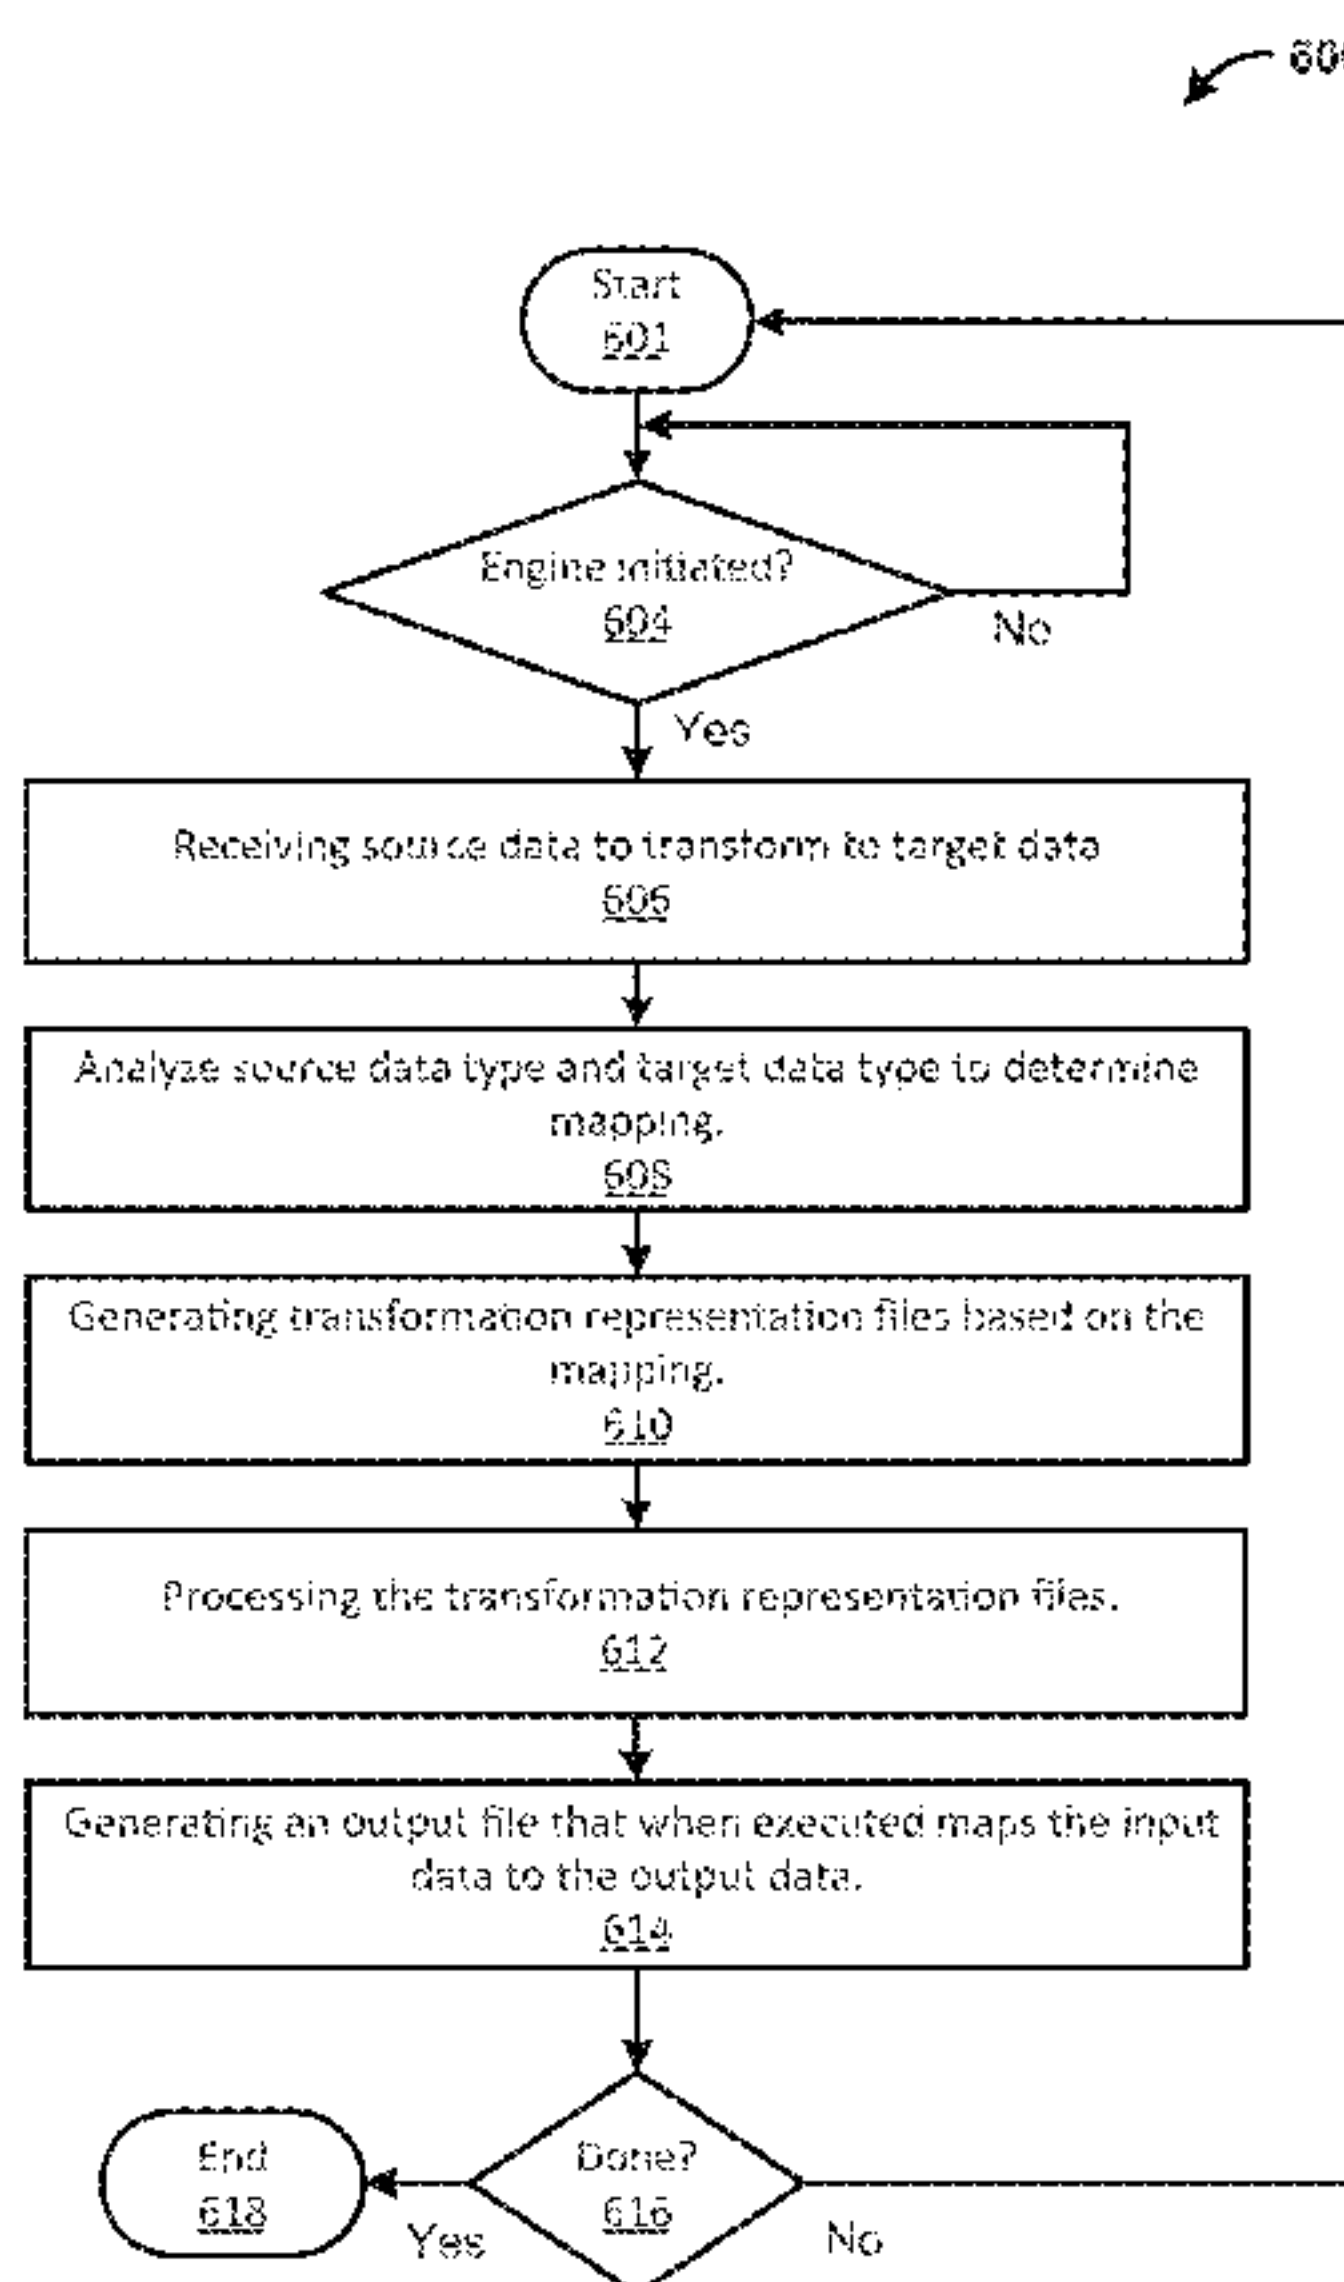 Start
601
Engine initiated?
604
No
Yes
Receiving source data to transform to target data
606
Analyze source data type and target data type to determine
mapping.
608
Generating transformation representation files based on the
mapping.
610
Processing the transformation representation files.
612
Generating an output file that when executed maps the input
data to the output data.
614
Done?
616
End
618
Yes
No